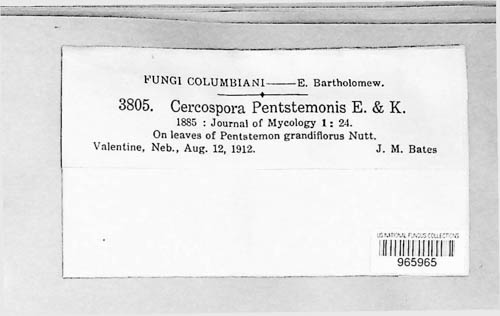 FUNGI COLUMBIANI——E. Bartholomew.
3805. Cercospora Pentstemonis E. & K.
1885 : Journal of Mycology 1 : 24.
On leaves of Pentstemon grandiflorus Nutt.
Valentine, Neb., Aug. 12, 1912. J. M. Bates
US NATIONAL FUNGUS COLLECTIONS
965965